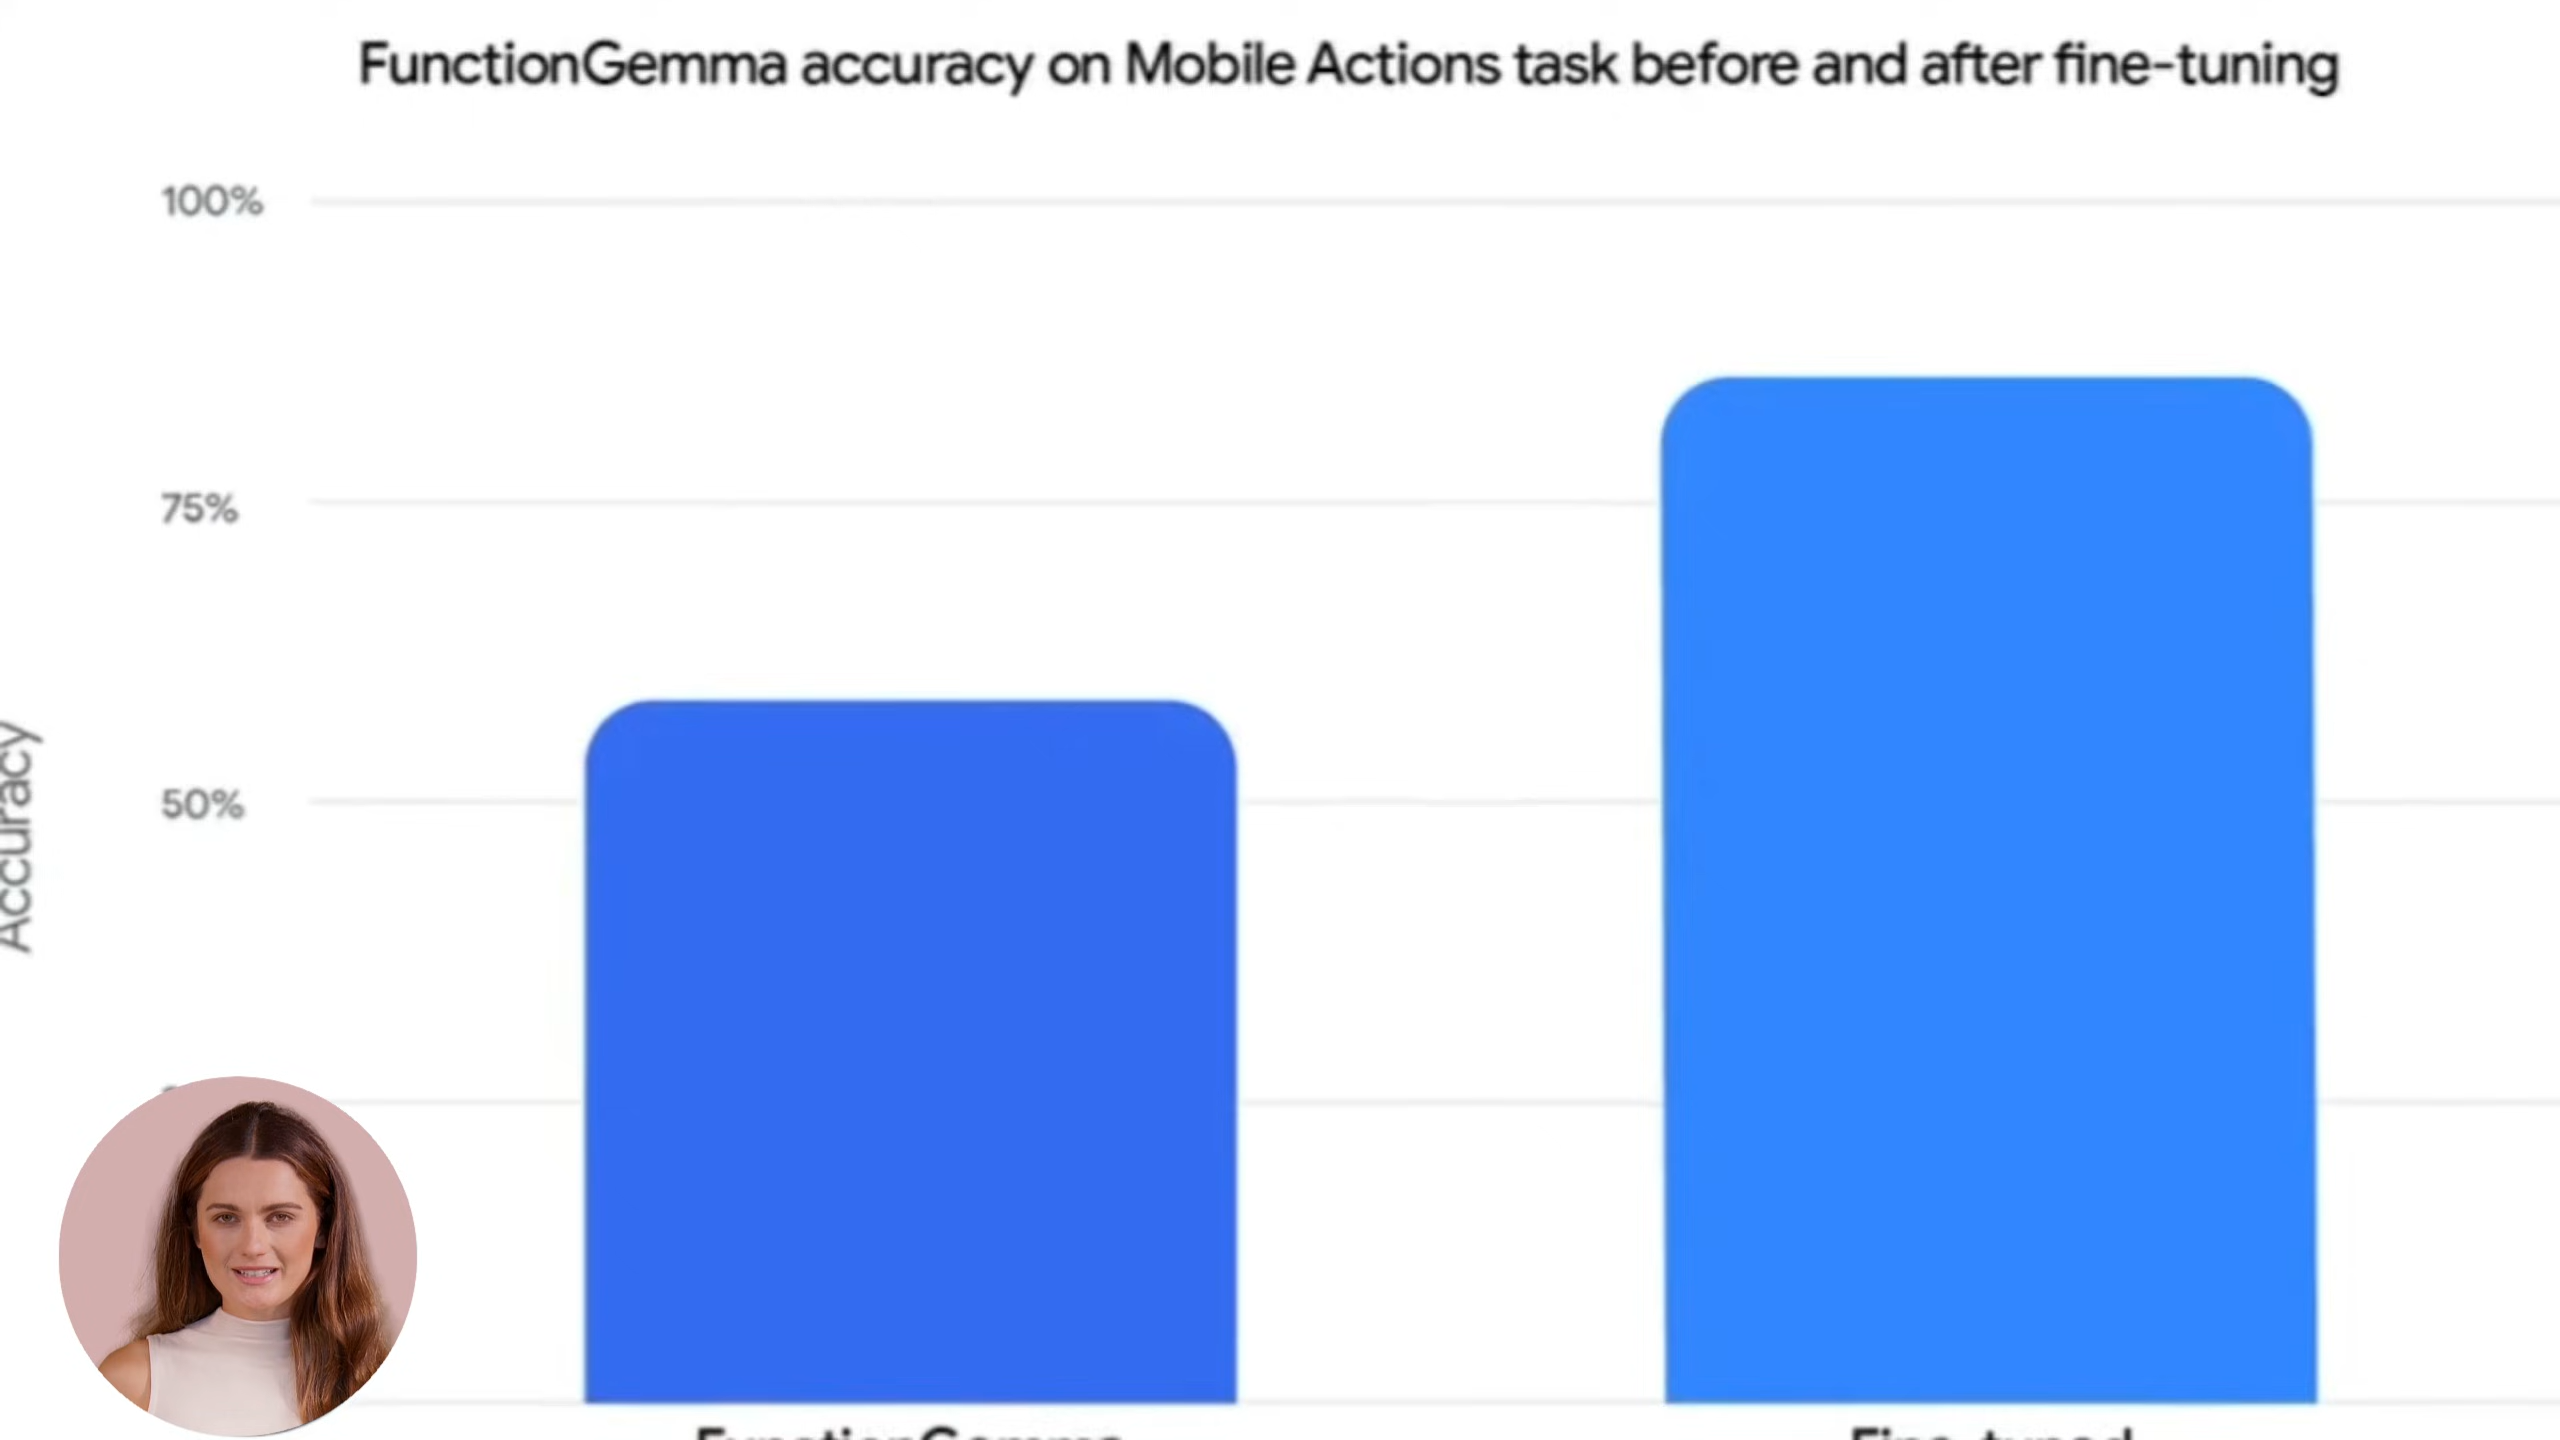 FunctionGemma accuracy on Mobile Actions task before and after fine-tuning
100%
75%
50%
Accuracy
FunctionGemma
Fine-tuned